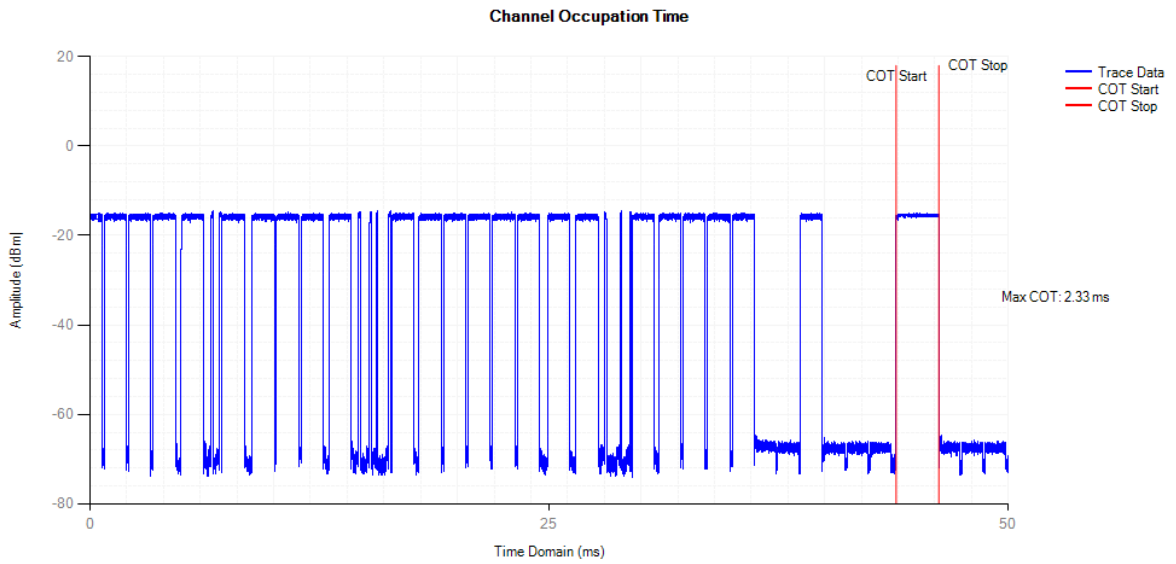 Channel Occupation Time
20
0
-20
-40
-60
-80
Amplitude (dBm)
0
25
50
Time Domain (ms)
COT Start
COT Stop
Trace Data
COT Start
COT Stop
Max COT: 2.33 ms